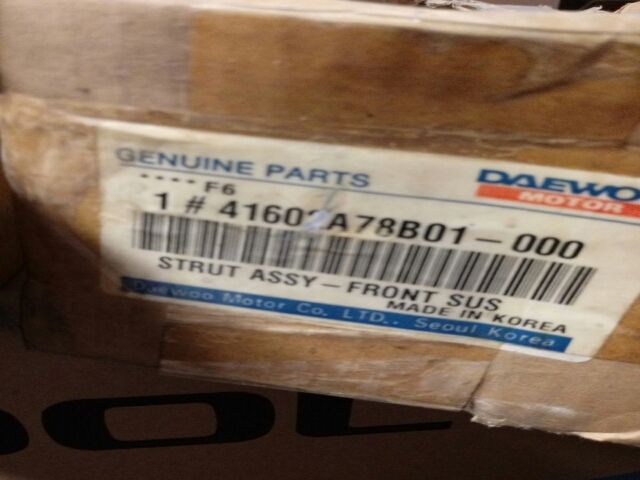 GENUINE PARTS
DAEWOO
MOTOR
**** F6
1 # 41602A78B01-000
STRUT ASSY-FRONT SUS
MADE IN KOREA
Daewoo Motor Co. LTD.. Seoul Korea